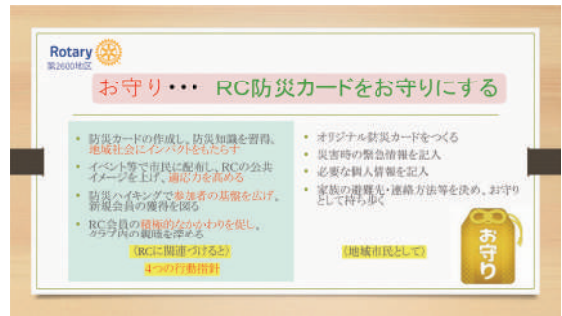 Rotary
第2600地区
お守り・・・ RC防災カードをお守りにする
• 防災カードの作成し、防災知識を習得、
地域社会にインパクトをもたらす
• イベント等で市民に配布し、RCの公共
イメージを上げ、適応力を高める
• 防災ハイキングで参加者の基盤を広げ、
新規会員の獲得を図る
• RC会員の積極的なかかわりを促し、
クラブ内の親睦を深める
(RCに関連づけると)
4つの行動指針
• オリジナル防災カードをつくる
• 災害時の緊急情報を記入
• 必要な個人情報を記入
• 家族の避難先・連絡方法等を決め、お守り
として持ち歩く
(地域市民として)
お守り